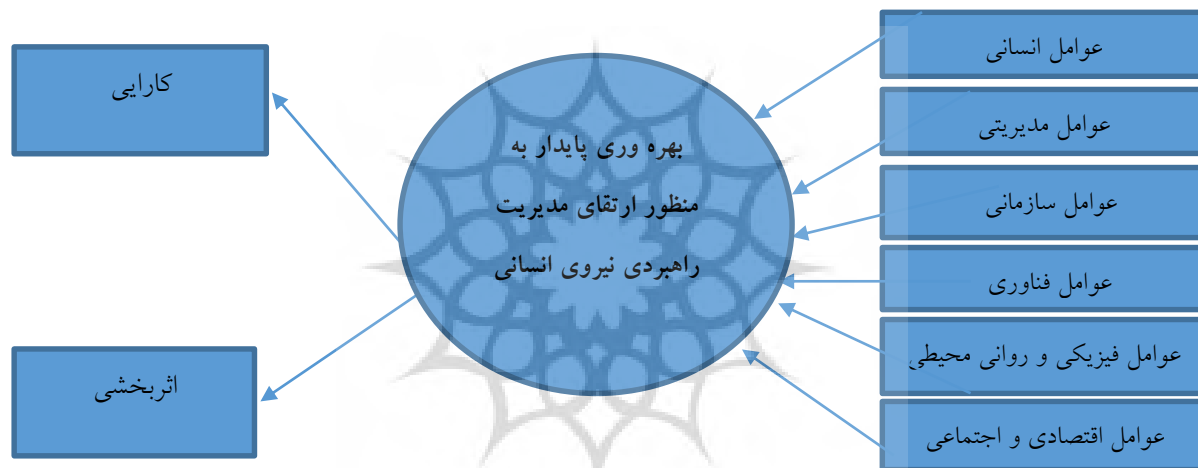 عوامل انسانی
عوامل مدیریتی
عوامل سازمانی
عوامل فناوری
عوامل فیزیکی و روانی محیطی
عوامل اقتصادی و اجتماعی
بهره وری پایدار به
منظور ارتقای مدیریت
راهبردی نیروی انسانی
کارایی
اثربخشی